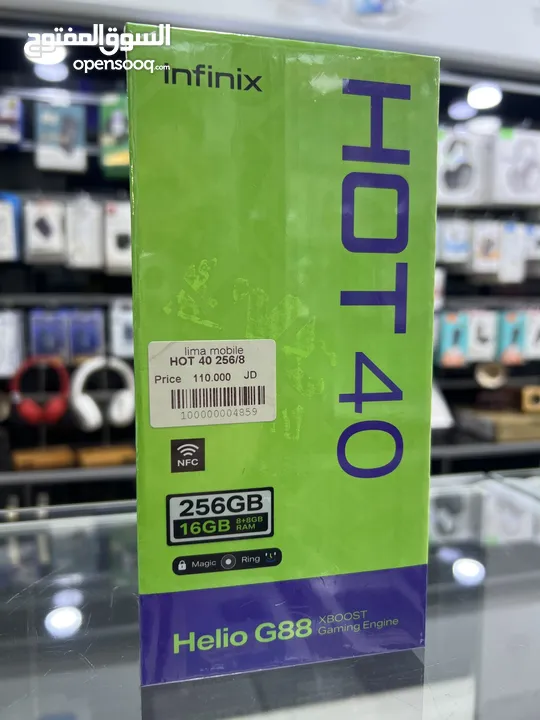 السوق المفتوح
opensooq.com
infinix
HOT 40
lima mobile
HOT 40 256/8
Price 110.000 JD
100000004859
NFC
256GB
16GB 8+8GB RAM
Magic Ring
Helio G88 XBOOST Gaming Engine